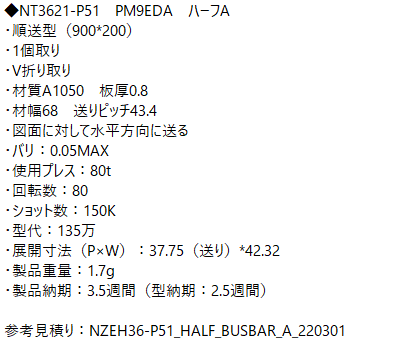 ◆NT3621-P51　PM9EDA　ハーフA
・順送型（900*200）
・1個取り
・V折り取り
・材質A1050　板厚0.8
・材幅68　送りピッチ43.4
・図面に対して水平方向に送る
・バリ：0.05MAX
・使用プレス：80t
・回転数：80
・ショット数：150K
・型代：135万
・展開寸法（P×W）：37.75（送り）*42.32
・製品重量：1.7g
・製品納期：3.5週間（型納期：2.5週間）
参考見積り：NZEH36-P51_HALF_BUSBAR_A_220301